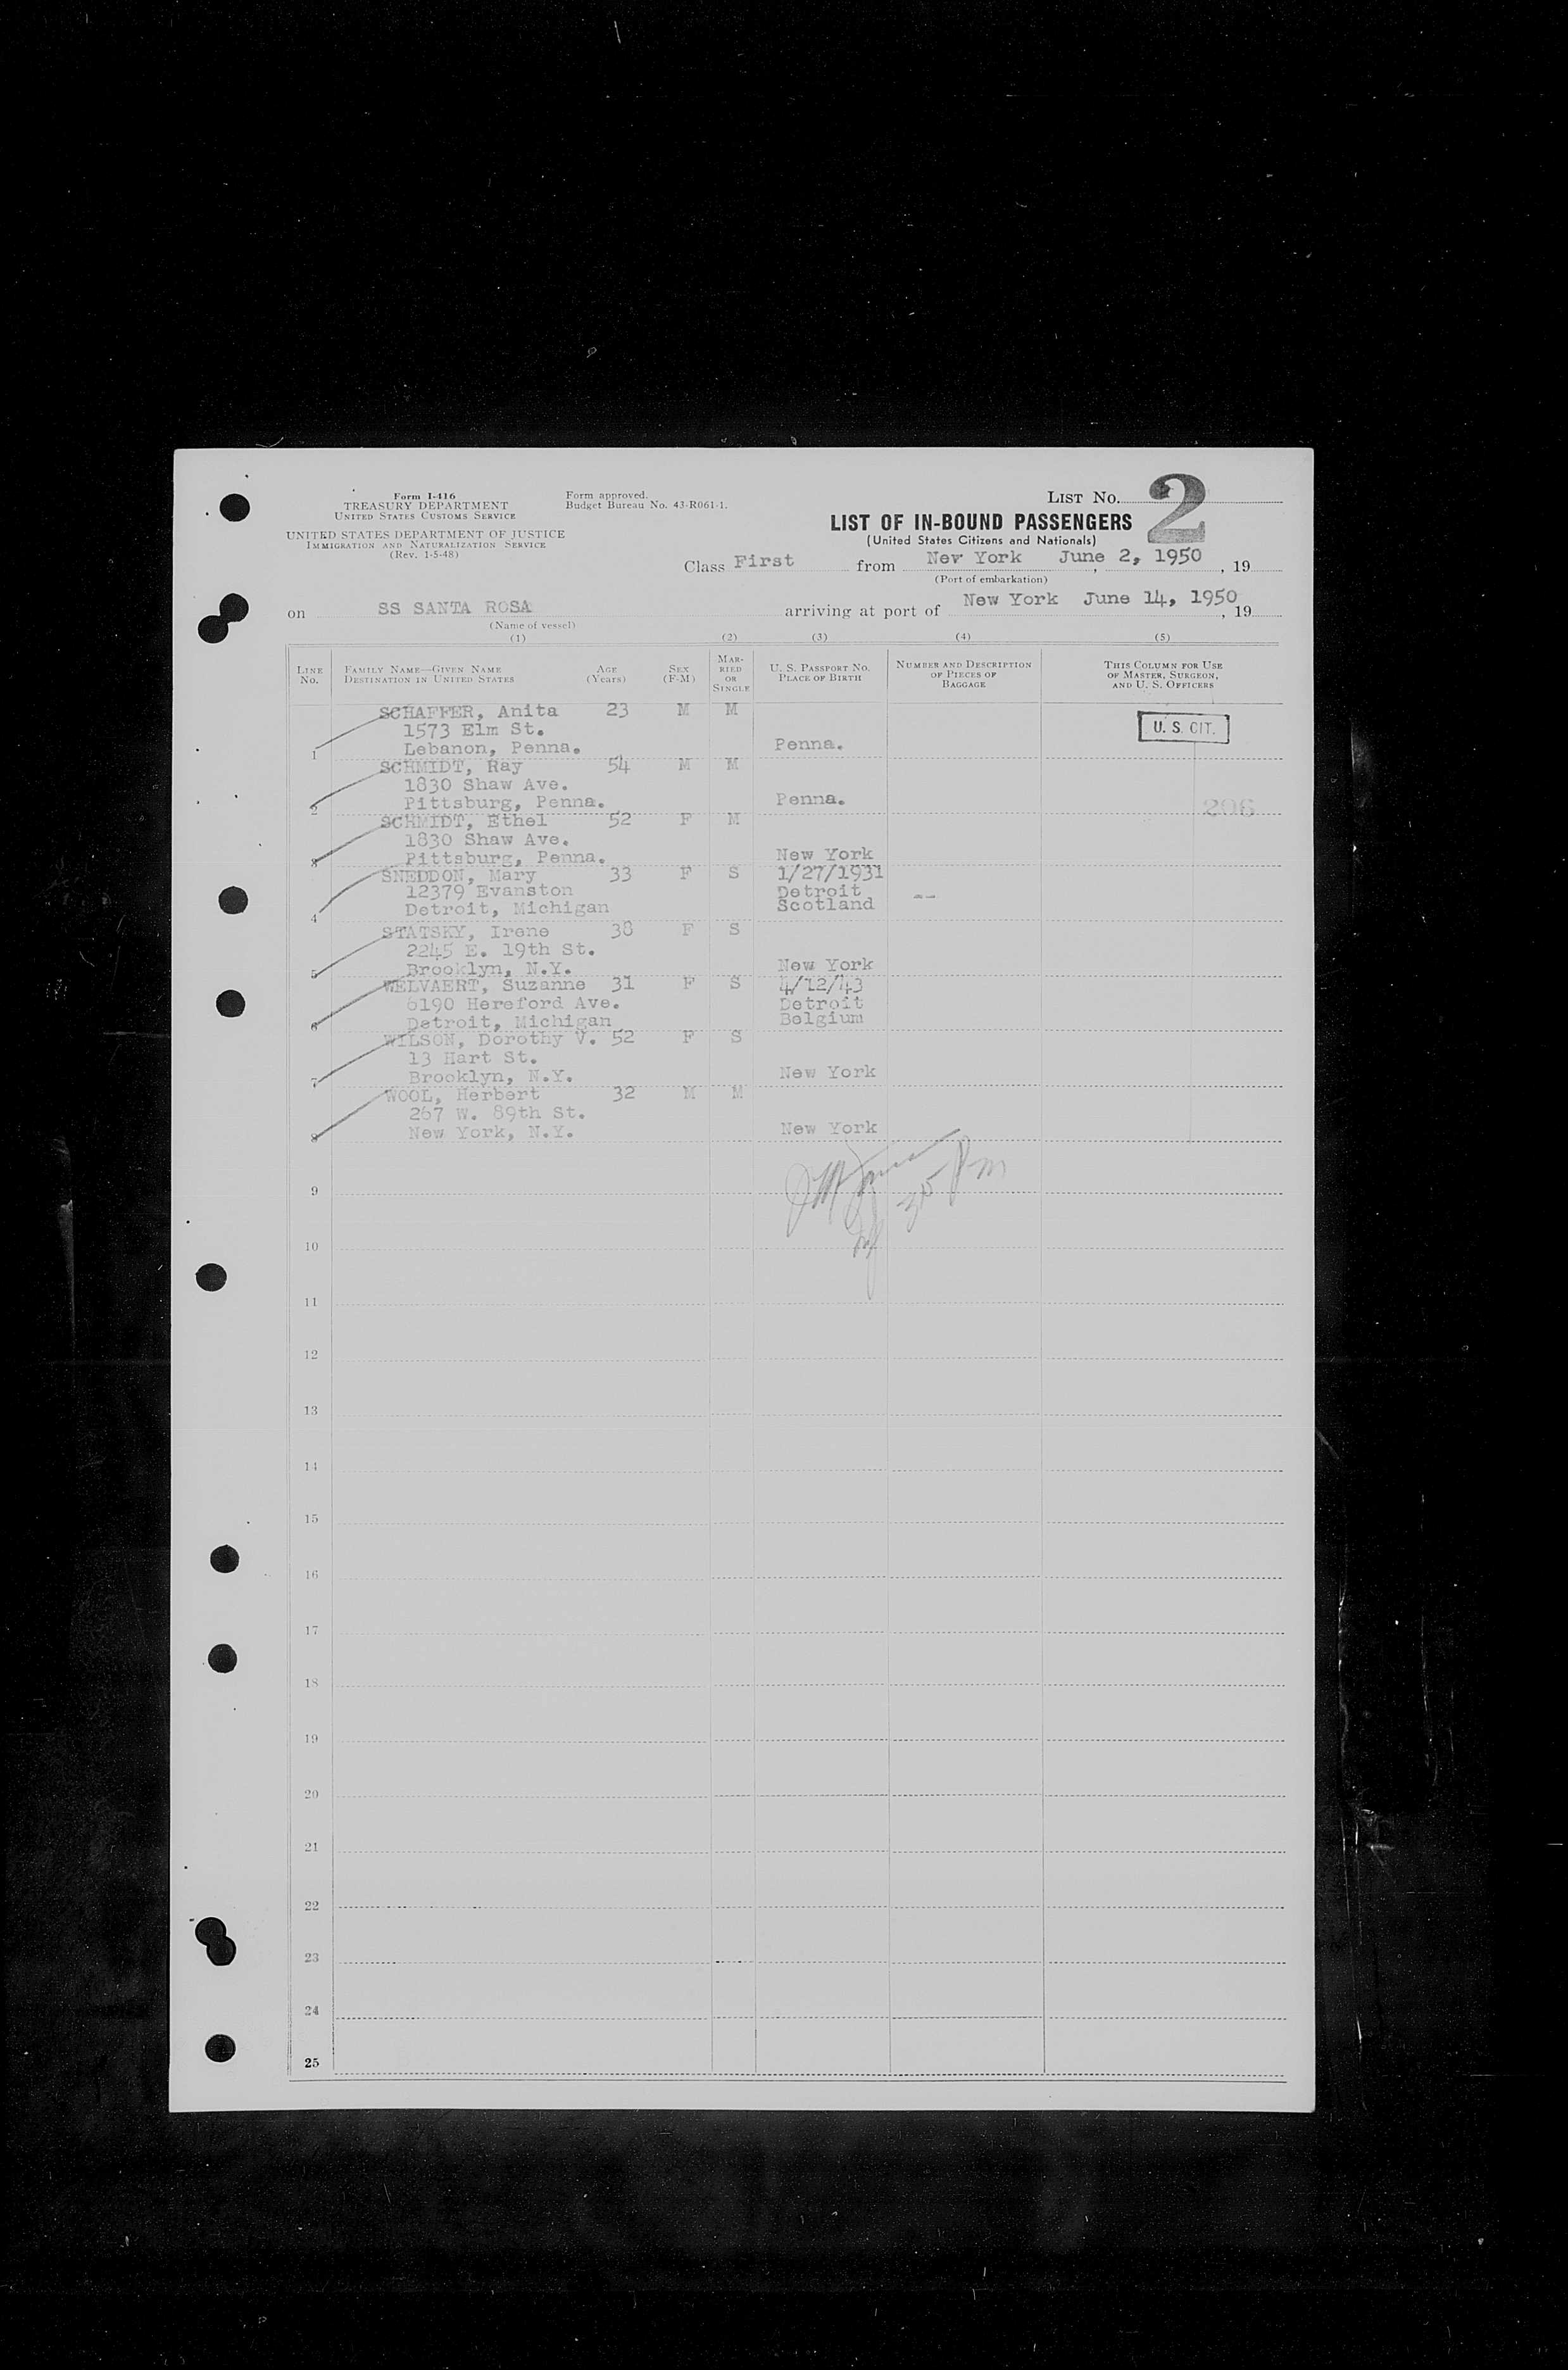 Form I-416
TREASURY DEPARTMENT
UNITED STATES CUSTOMS SERVICE
UNITED STATES DEPARTMENT OF JUSTICE
IMMIGRATION AND NATURALIZATION SERVICE
(Rev. 1-5-48)
Form approved.
Budget Bureau No. 43-R061-1.
LIST No. 2
LIST OF IN-BOUND PASSENGERS
(United States Citizens and Nationals)
Class First from New York June 2, 1950, 19
(Port of embarkation)
on SS SANTA ROSA arriving at port of New York June 14, 1950, 19
(Name of vessel)
(1) (2) (3) (4) (5)
LINE No. FAMILY NAME—GIVEN NAME DESTINATION IN UNITED STATES AGE (Years) SEX (F-M) MARRIED OR SINGLE U. S. PASSPORT NO. PLACE OF BIRTH NUMBER AND DESCRIPTION OF PIECES OF BAGGAGE THIS COLUMN FOR USE OF MASTER, SURGEON, AND U. S. OFFICERS
SCHAFFER, Anita 23 M M
1573 Elm St. U. S. CIT.
1 Lebanon, Penna. Penna.
SCHMIDT, Ray 54 M M
1830 Shaw Ave.
2 Pittsburg, Penna. Penna. 206
SCHMIDT, Ethel 52 F M
1830 Shaw Ave.
3 Pittsburg, Penna. New York
SNEDDON, Mary 33 F S 1/27/1931
12379 Evanston Detroit --
4 Detroit, Michigan Scotland
STATSKY, Irene 38 F S
2245 E. 19th St.
5 Brooklyn, N.Y. New York
WELVAERT, Suzanne 31 F S 4/12/43
6190 Hereford Ave. Detroit
6 Detroit, Michigan Belgium
WILSON, Dorothy V. 52 F S
13 Hart St.
7 Brooklyn, N.Y. New York
WOOL, Herbert 32 M M
267 W. 89th St.
8 New York, N.Y. New York
9
10
11
12
13
14
15
16
17
18
19
20
21
22
23
24
25